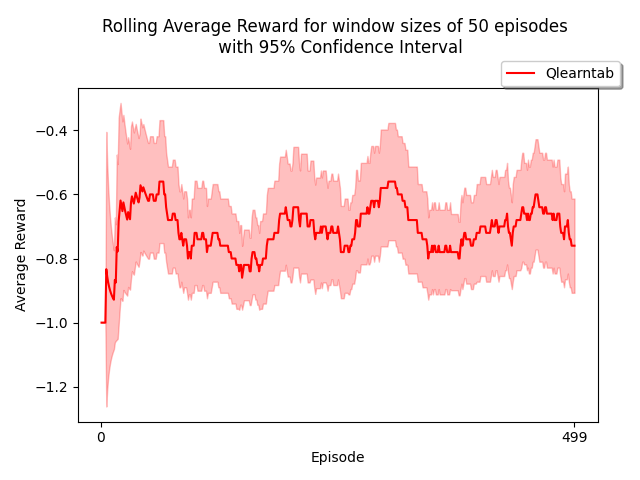 Rolling Average Reward for window sizes of 50 episodes
with 95% Confidence Interval
Qlearntab
Average Reward
−0.4
−0.6
−0.8
−1.0
−1.2
0
499
Episode